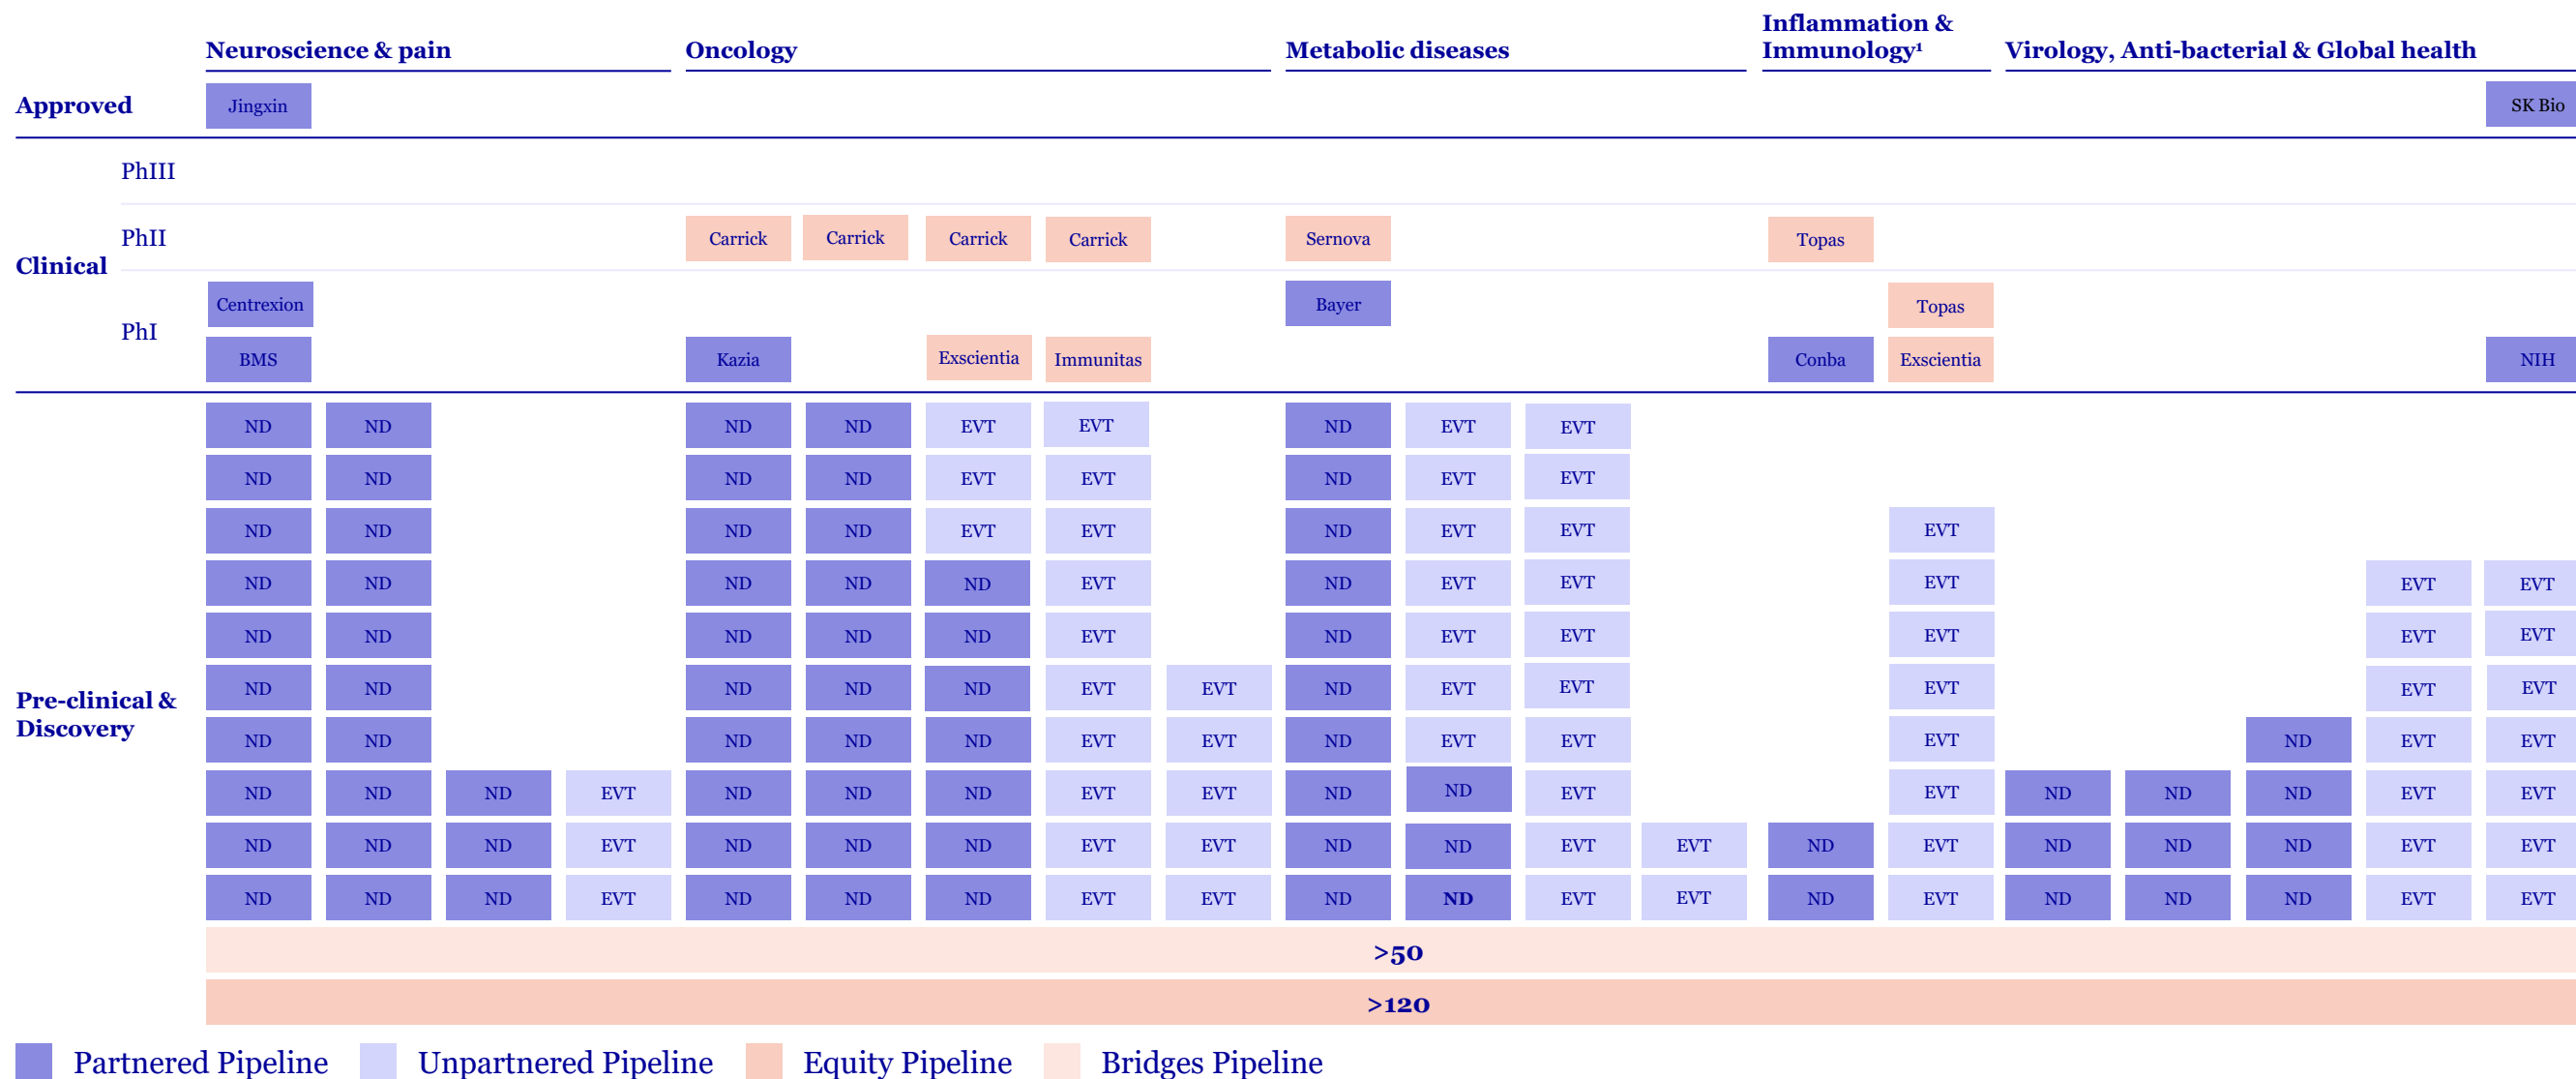 Neuroscience & pain Oncology Metabolic diseases Inflammation & Immunology¹ Virology, Anti-bacterial & Global health
Approved Jingxin SK Bio
PhIII
Clinical
PhII Carrick Carrick Carrick Carrick Sernova Topas
PhI
Centrexion Bayer Topas
BMS Kazia Exscientia Immunitas Conba Exscientia NIH
Pre-clinical & Discovery
ND ND ND ND EVT EVT ND EVT EVT
ND ND ND ND EVT EVT ND EVT EVT
ND ND ND ND EVT EVT ND EVT EVT EVT
ND ND ND ND ND EVT ND EVT EVT EVT EVT EVT
ND ND ND ND ND EVT ND EVT EVT EVT EVT EVT
ND ND ND ND ND EVT EVT ND EVT EVT EVT EVT EVT
ND ND ND ND ND EVT EVT ND EVT EVT EVT ND EVT EVT
ND ND ND EVT ND ND ND EVT EVT ND ND EVT EVT ND ND ND EVT EVT
ND ND ND EVT ND ND ND EVT EVT ND ND EVT EVT ND EVT ND ND ND EVT EVT
ND ND ND EVT ND ND ND EVT EVT ND ND EVT EVT ND EVT ND ND ND EVT EVT
>50
>120
Partnered Pipeline Unpartnered Pipeline Equity Pipeline Bridges Pipeline